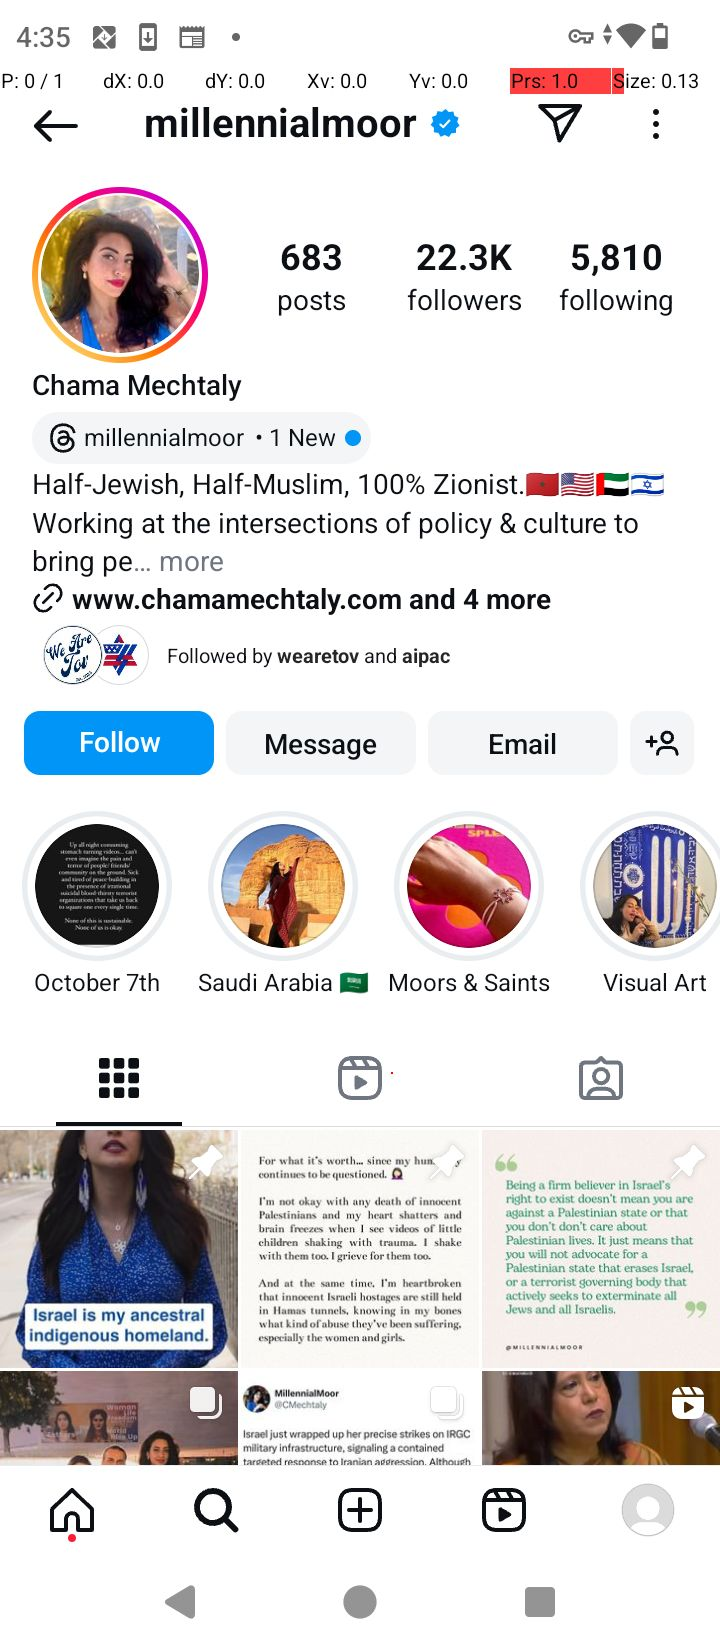 4:35
P: 0 / 1 dX: 0.0 dY: 0.0 Xv: 0.0 Yv: 0.0 Prs: 1.0 Size: 0.13
millennialmoor
683 22.3K 5,810
posts followers following
Chama Mechtaly
millennialmoor • 1 New
Half-Jewish, Half-Muslim, 100% Zionist.🇲🇦🇺🇸🇦🇪🇮🇱
Working at the intersections of policy & culture to
bring pe… more
www.chamamechtaly.com and 4 more
We Are
Tov
Followed by wearetov and aipac
Follow Message Email
Up all night consuming
stomach turning videos... can't
even imagine the pain and
terror of people/ friends/
community on the ground. Sick
and tired of peace-building in
the presence of irrational
suicidal blood-thirsty terrorist
organizations that take us back
to square one every single time.
None of this is sustainable.
None of us is okay.
October 7th Saudi Arabia 🇸🇦 Moors & Saints Visual Art
Israel is my ancestral
indigenous homeland.
For what it's worth... since my hum y
continues to be questioned. 🤦🏻‍♀️
I'm not okay with any death of innocent
Palestinians and my heart shatters and
brain freezes when I see videos of little
children shaking with trauma. I shake
with them too. I grieve for them too.
And at the same time, I'm heartbroken
that innocent Israeli hostages are still held
in Hamas tunnels, knowing in my bones
what kind of abuse they've been suffering,
especially the women and girls.
Being a firm believer in Israel's
right to exist doesn't mean you are
against a Palestinian state or that
you don't don't care about
Palestinian lives. It just means that
you will not advocate for a
Palestinian state that erases Israel,
or a terrorist governing body that
actively seeks to exterminate all
Jews and all Israelis.
@MILLENNIALMOOR
Woman
Life
Freedom
World
Rise Up
MillennialMoor
@CMechtaly
Israel just wrapped up her precise strikes on IRGC
military infrastructure, signaling a contained
targeted response to Iranian aggression. Although